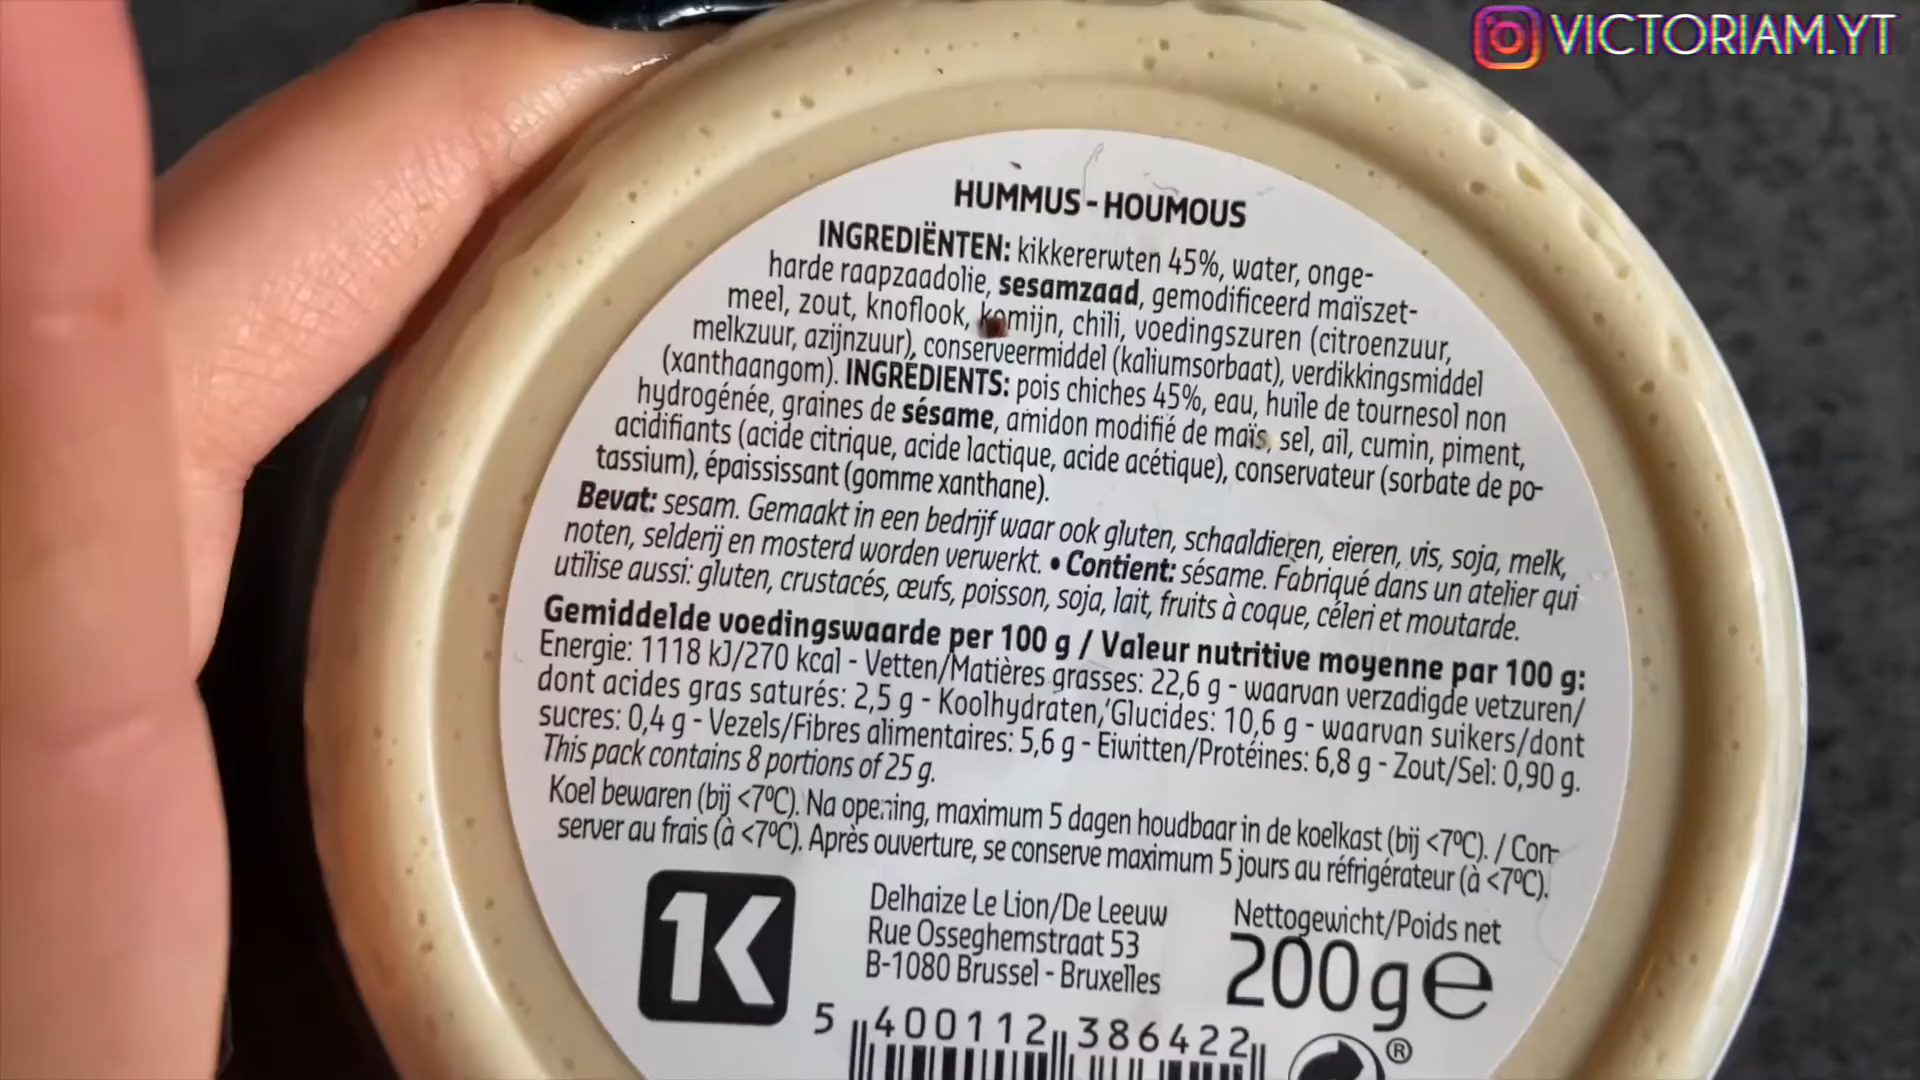 VICTORIAM.YT
HUMMUS - HOUMOUS
INGREDIËNTEN: kikkererwten 45%, water, onge-
harde raapzaadolie, sesamzaad, gemodificeerd maïszet-
meel, zout, knoflook, komijn, chili, voedingszuren (citroenzuur,
melkzuur, azijnzuur), conserveermiddel (kaliumsorbaat), verdikkingsmiddel
(xanthaangom). INGRÉDIENTS: pois chiches 45%, eau, huile de tournesol non
hydrogénée, graines de sésame, amidon modifié de maïs, sel, ail, cumin, piment,
acidifiants (acide citrique, acide lactique, acide acétique), conservateur (sorbate de po-
tassium), épaississant (gomme xanthane).
Bevat: sesam. Gemaakt in een bedrijf waar ook gluten, schaaldieren, eieren, vis, soja, melk,
noten, selderij en mosterd worden verwerkt. • Contient: sésame. Fabriqué dans un atelier qui
utilise aussi: gluten, crustacés, œufs, poisson, soja, lait, fruits à coque, céleri et moutarde.
Gemiddelde voedingswaarde per 100 g / Valeur nutritive moyenne par 100 g:
Energie: 1118 kJ/270 kcal - Vetten/Matières grasses: 22,6 g - waarvan verzadigde vetzuren/
dont acides gras saturés: 2,5 g - Koolhydraten/Glucides: 10,6 g - waarvan suikers/dont
sucres: 0,4 g - Vezels/Fibres alimentaires: 5,6 g - Eiwitten/Protéines: 6,8 g - Zout/Sel: 0,90 g.
This pack contains 8 portions of 25 g.
Koel bewaren (bij <7°C). Na opening, maximum 5 dagen houdbaar in de koelkast (bij <7°C). / Con-
server au frais (à <7°C). Après ouverture, se conserve maximum 5 jours au réfrigérateur (à <7°C).
1K
Delhaize Le Lion/De Leeuw
Rue Osseghemstraat 53
B-1080 Brussel - Bruxelles
Nettogewicht/Poids net
200g e
5 400112 386422
®